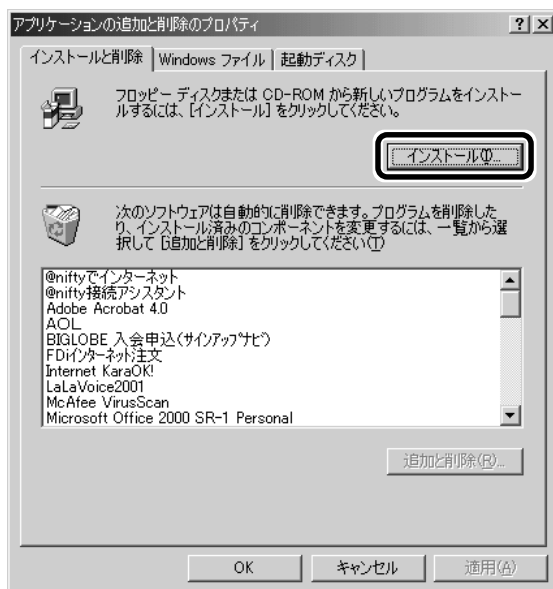 アプリケーションの追加と削除のプロパティ
インストールと削除
Windows ファイル
起動ディスク
フロッピー ディスクまたは CD-ROM から新しいプログラムをインストー
ルするには、[インストール] をクリックしてください。
インストール(I)...
次のソフトウェアは自動的に削除できます。プログラムを削除した
り、インストール済みのコンポーネントを変更するには、一覧から選
択して [追加と削除] をクリックしてください(T)
@niftyでインターネット
@nifty接続アシスタント
Adobe Acrobat 4.0
AOL
BIGLOBE 入会申込(サインアップナビ)
FDiインターネット注文
Internet KaraOK!
LaLaVoice2001
McAfee VirusScan
Microsoft Office 2000 SR-1 Personal
追加と削除(R)...
OK
キャンセル
適用(A)